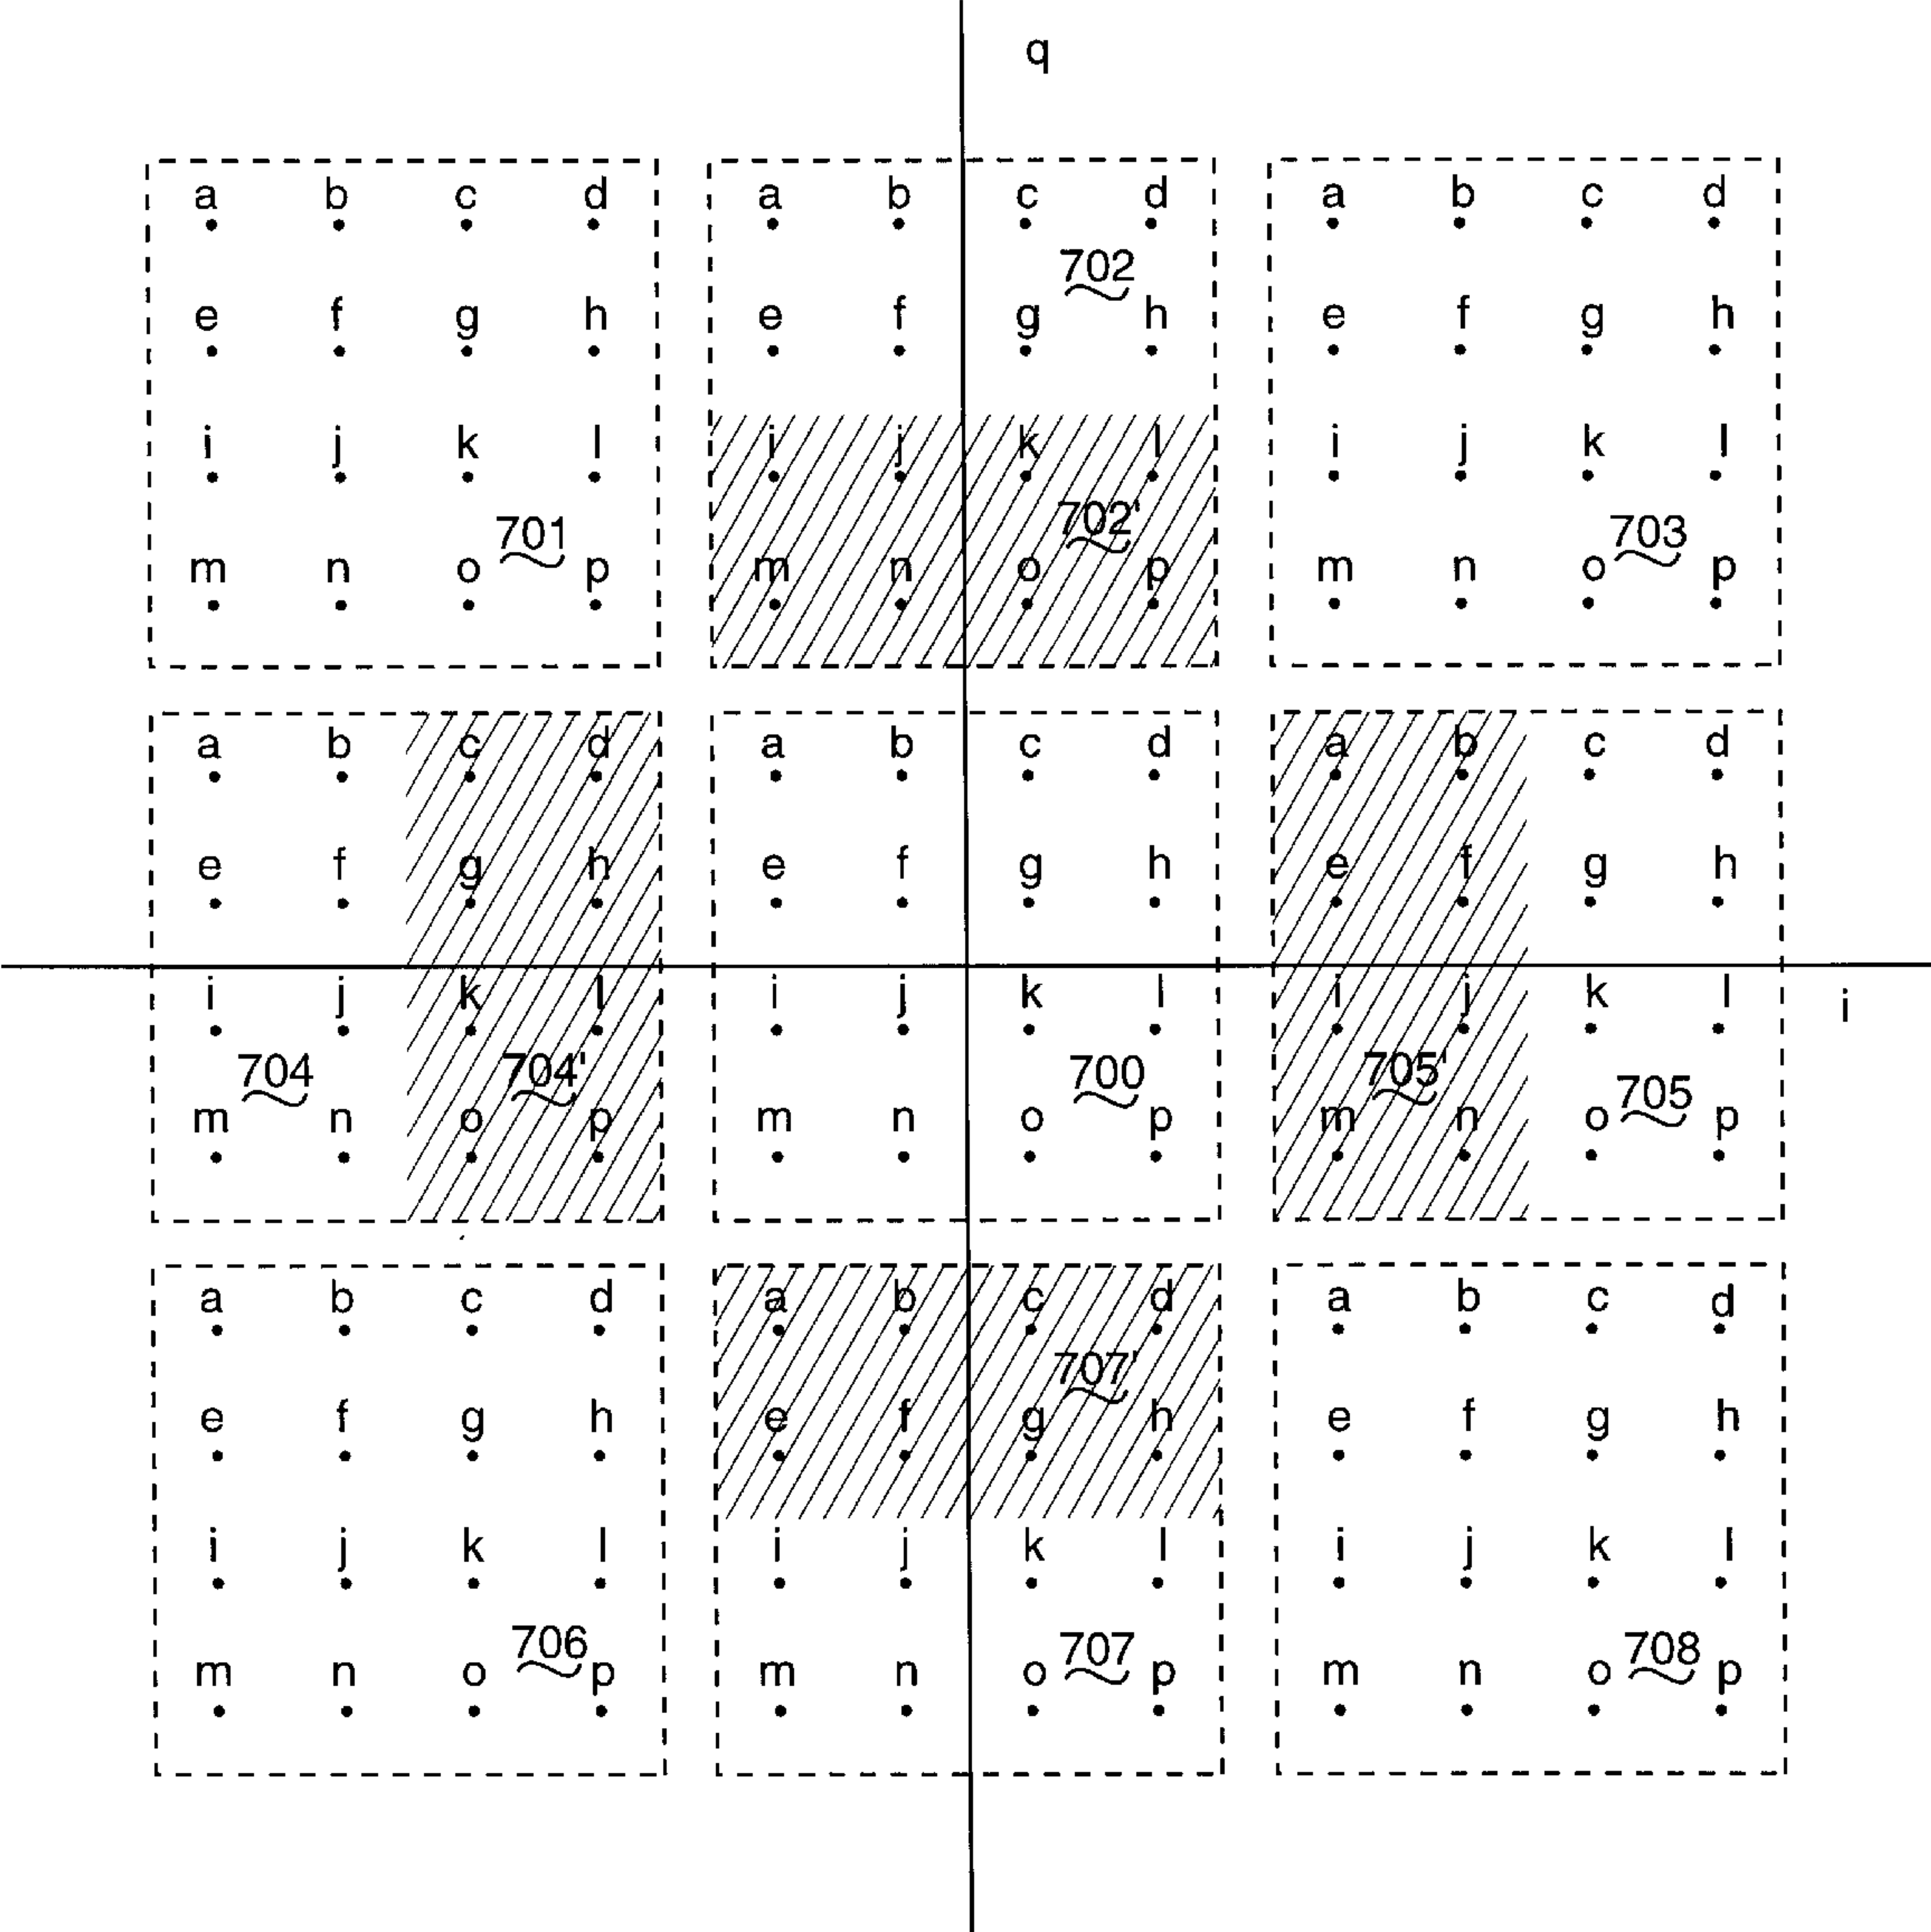 q
a b c d a b c d a b c d
702
e f g h e f g h e f g h
i j k l i j k l i j k l
701 702' 703
m n o p m n o p m n o p
a b c d a b c d a b c d
e f g h e f g h e f g h
i j k l i j k l i j k l
i
704 704' 700 705' 705
m n o p m n o p m n o p
a b c d a b c d a b c d
707'
e f g h e f g h e f g h
i j k l i j k l i j k l
706 707 708
m n o p m n o p m n o p